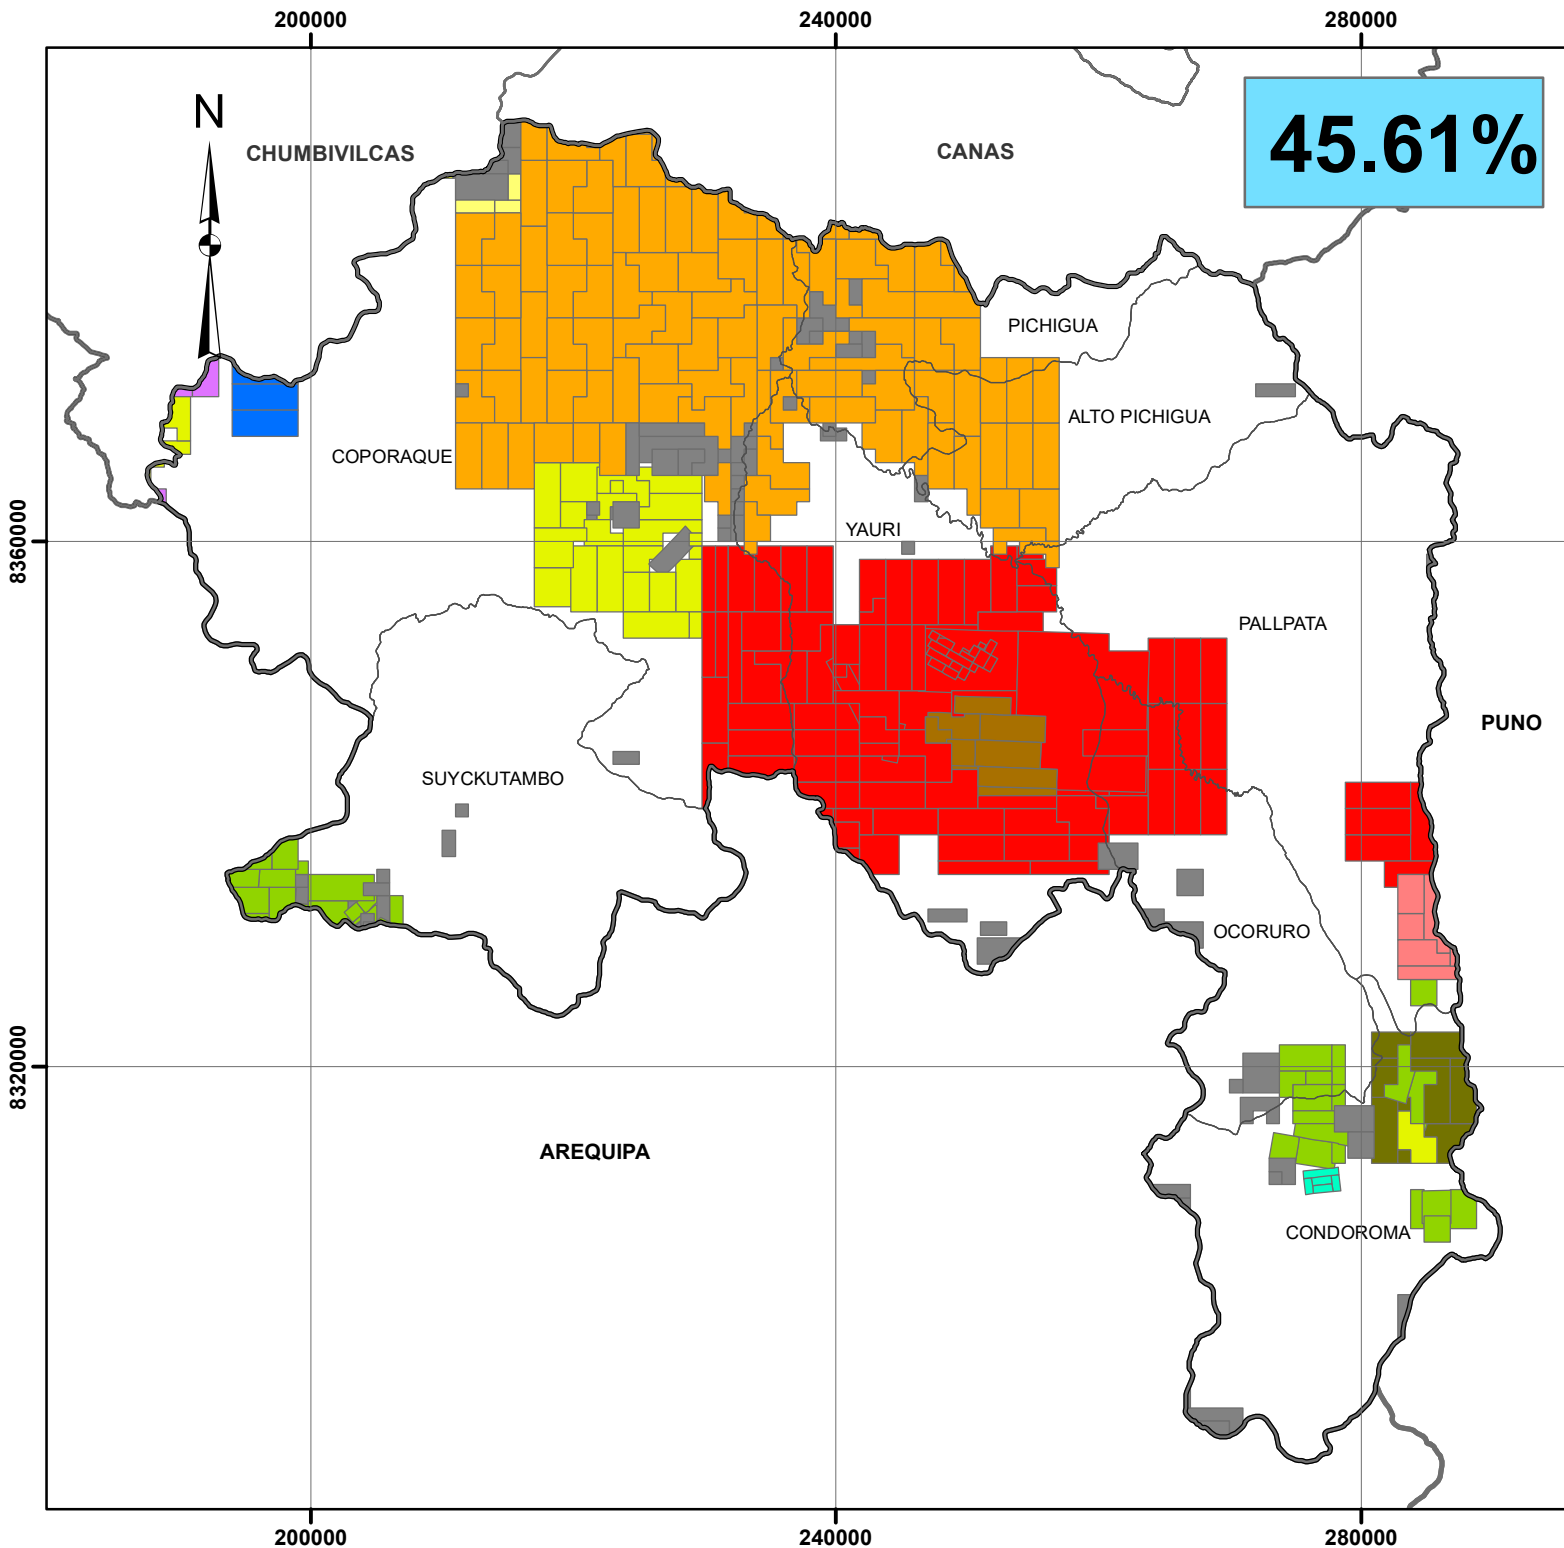 200000
240000
280000
N
45.61%
CHUMBIVILCAS
CANAS
PICHIGUA
ALTO PICHIGUA
COPORAQUE
YAURI
8360000
PALLPATA
PUNO
SUYCKUTAMBO
OCORURO
8320000
AREQUIPA
CONDOROMA
200000
240000
280000